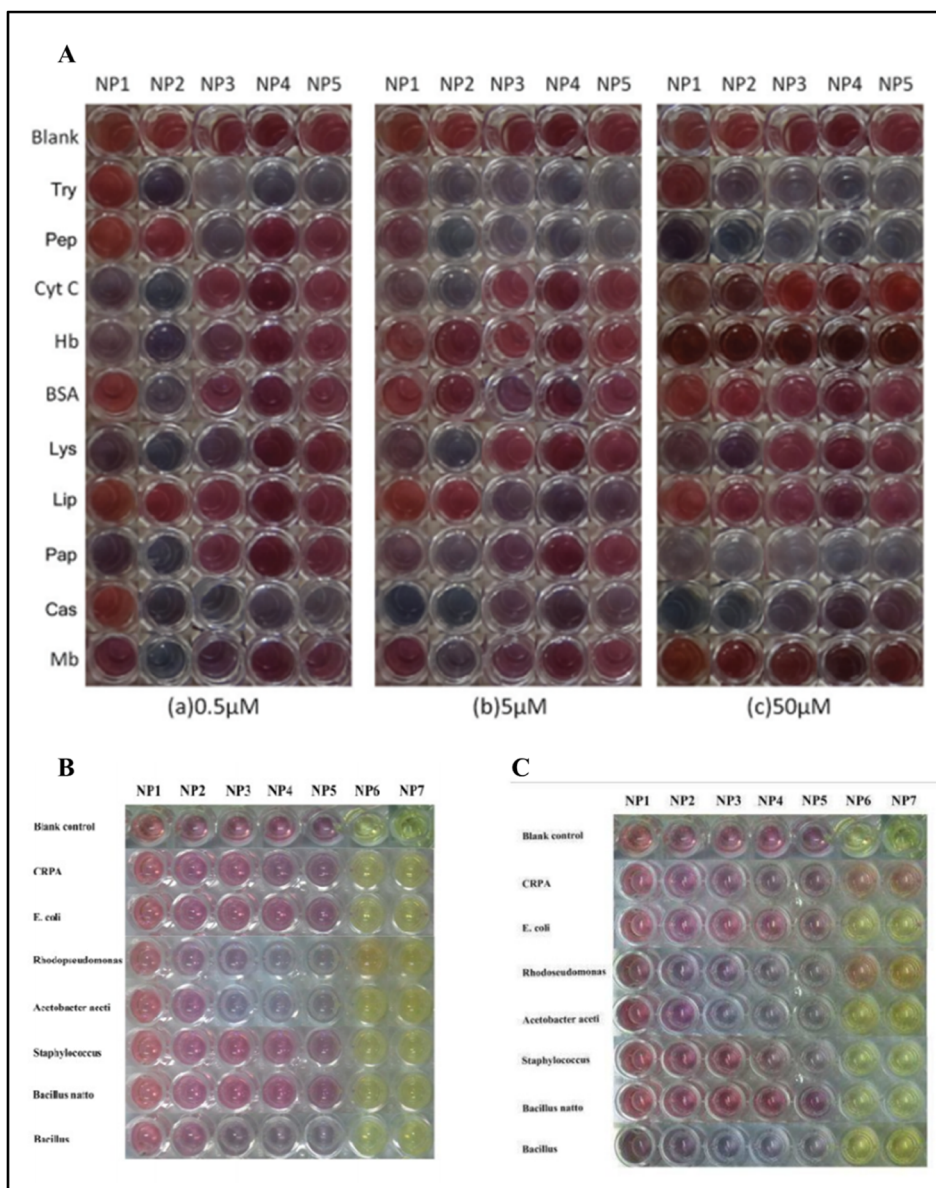 A
NP1 NP2 NP3 NP4 NP5 NP1 NP2 NP3 NP4 NP5 NP1 NP2 NP3 NP4 NP5
Blank
Try
Pep
Cyt C
Hb
BSA
Lys
Lip
Pap
Cas
Mb
(a)0.5μM (b)5μM (c)50μM
B
NP1 NP2 NP3 NP4 NP5 NP6 NP7
Blank control
CRPA
E. coli
Rhodopseudomonas
Acetobacter aceti
Staphylococcus
Bacillus natto
Bacillus
C
NP1 NP2 NP3 NP4 NP5 NP6 NP7
Blank control
CRPA
E. coli
Rhodoseudomonas
Acetobacter aceti
Staphylococcus
Bacillus natto
Bacillus